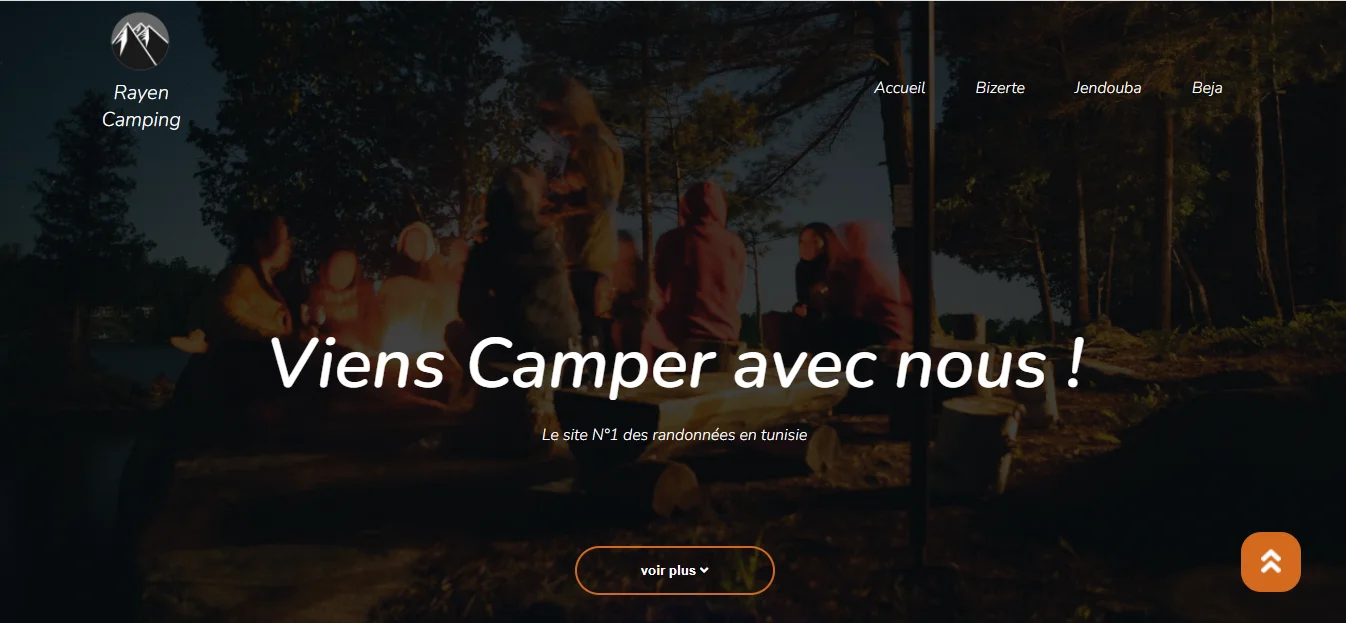 Rayen
Camping
Accueil Bizerte Jendouba Beja
Viens Camper avec nous !
Le site N°1 des randonnées en tunisie
voir plus